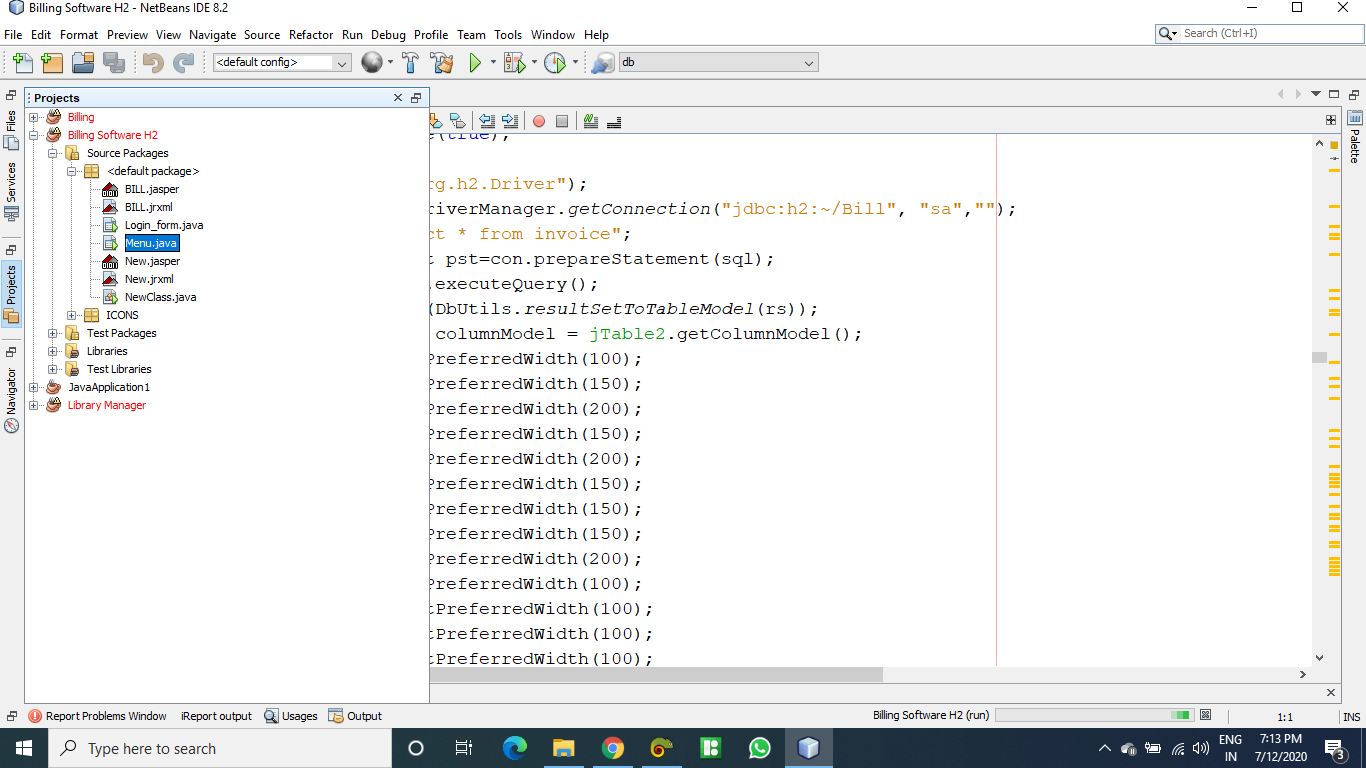 Billing Software H2 - NetBeans IDE 8.2
File Edit Format Preview View Navigate Source Refactor Run Debug Profile Team Tools Window Help
Search (Ctrl+I)
<default config>
db
Projects
Files
Services
Projects
Navigator
Palette
Billing
Billing Software H2
Source Packages
<default package>
BILL.jasper
BILL.jrxml
Login_form.java
Menu.java
New.jasper
New.jrxml
NewClass.java
ICONS
Test Packages
Libraries
Test Libraries
JavaApplication1
Library Manager
e(true);
rg.h2.Driver");
riverManager.getConnection("jdbc:h2:~/Bill", "sa","");
ct * from invoice";
t pst=con.prepareStatement(sql);
.executeQuery();
(DbUtils.resultSetToTableModel(rs));
columnModel = jTable2.getColumnModel();
PreferredWidth(100);
PreferredWidth(150);
PreferredWidth(200);
PreferredWidth(150);
PreferredWidth(200);
PreferredWidth(150);
PreferredWidth(150);
PreferredWidth(150);
PreferredWidth(200);
PreferredWidth(100);
tPreferredWidth(100);
tPreferredWidth(100);
tPreferredWidth(100);
Report Problems Window iReport output Usages Output
Billing Software H2 (run)
1:1 INS
Type here to search
ENG
IN
7:13 PM
7/12/2020
3